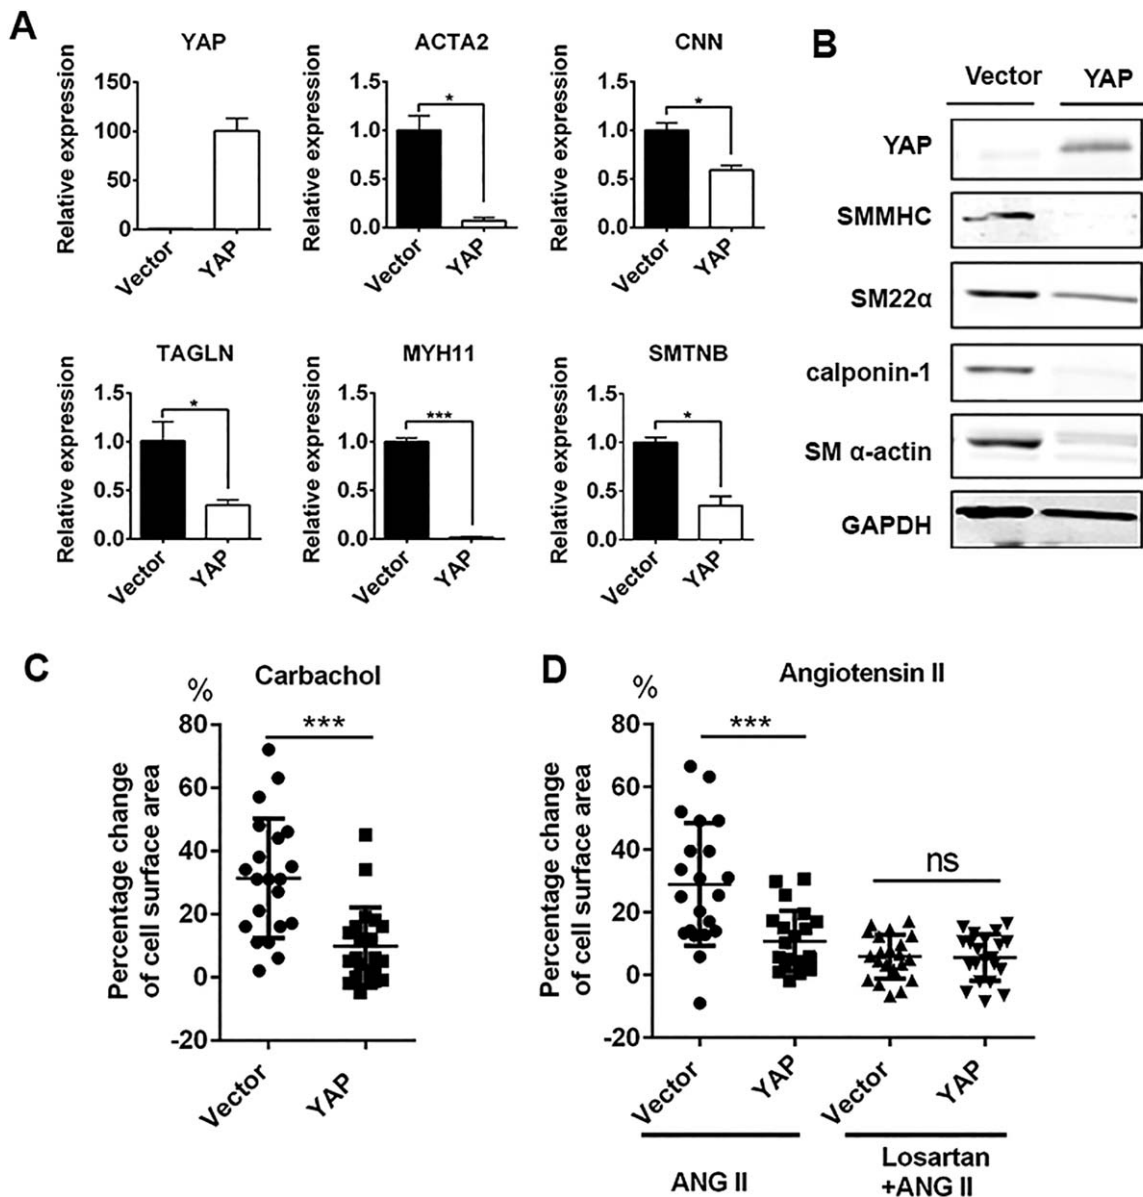 A
YAP
Relative expression
150
100
50
0
Vector
YAP
ACTA2
Relative expression
1.5
1.0
0.5
0.0
*
Vector
YAP
CNN
Relative expression
1.5
1.0
0.5
0.0
*
Vector
YAP
TAGLN
Relative expression
1.5
1.0
0.5
0.0
*
Vector
YAP
MYH11
Relative expression
1.5
1.0
0.5
0.0
***
Vector
YAP
SMTNB
Relative expression
1.5
1.0
0.5
0.0
*
Vector
YAP
B
Vector YAP
YAP
SMMHC
SM22α
calponin-1
SM α-actin
GAPDH
C
Carbachol
%
Percentage change
of cell surface area
80
60
40
20
0
-20
***
Vector
YAP
D
Angiotensin II
%
Percentage change
of cell surface area
80
60
40
20
0
-20
***
ns
Vector
YAP
Vector
YAP
ANG II
Losartan
+ANG II